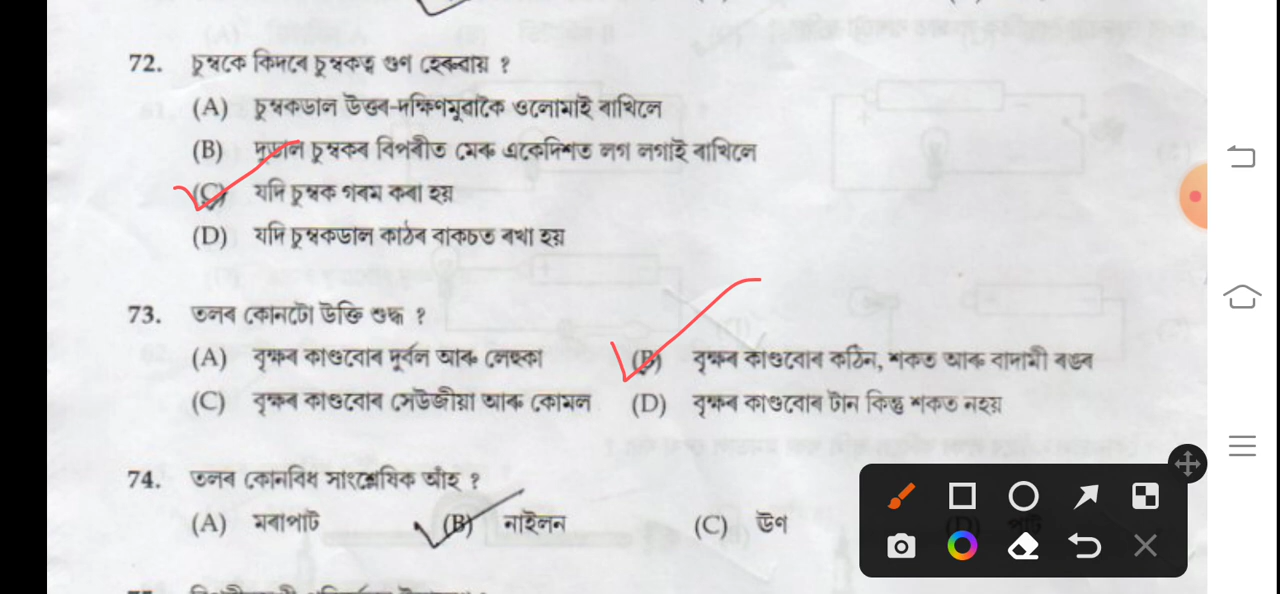 72. চুম্বকে কিদৰে চুম্বকত্ব গুণ হেৰুৱায় ?
(A) চুম্বকডাল উত্তৰ-দক্ষিণমুৱাকৈ ওলোমাই ৰাখিলে
(B) দুডাল চুম্বকৰ বিপৰীত মেৰু একেদিশত লগ লগাই ৰাখিলে
(C) যদি চুম্বক গৰম কৰা হয়
(D) যদি চুম্বকডাল কাঠৰ বাকচত ৰখা হয়
73. তলৰ কোনটো উক্তি শুদ্ধ ?
(A) বৃক্ষৰ কাণ্ডবোৰ দুৰ্বল আৰু লেহুকা (B) বৃক্ষৰ কাণ্ডবোৰ কঠিন, শকত আৰু বাদামী ৰঙৰ
(C) বৃক্ষৰ কাণ্ডবোৰ সেউজীয়া আৰু কোমল (D) বৃক্ষৰ কাণ্ডবোৰ টান কিন্তু শকত নহয়
74. তলৰ কোনবিধ সাংশ্লেষিক আঁহ ?
(A) মৰাপাট (B) নাইলন (C) ঊণ (D) পাট